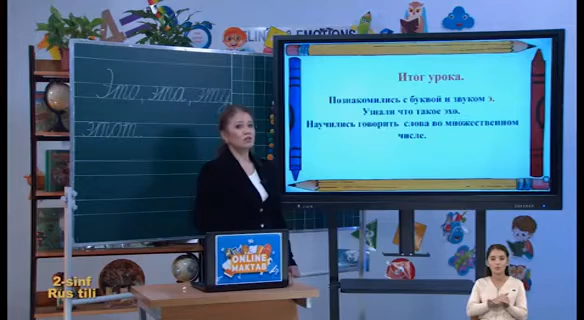 EMOTIONS
Это, эта,
этот
Итог урока.
Познакомились с буквой и звуком э.
Узнали что такое эхо.
Научились говорить слова во множественном
числе.
ONLINE
MAKTAB
2-sinf
Rus tili